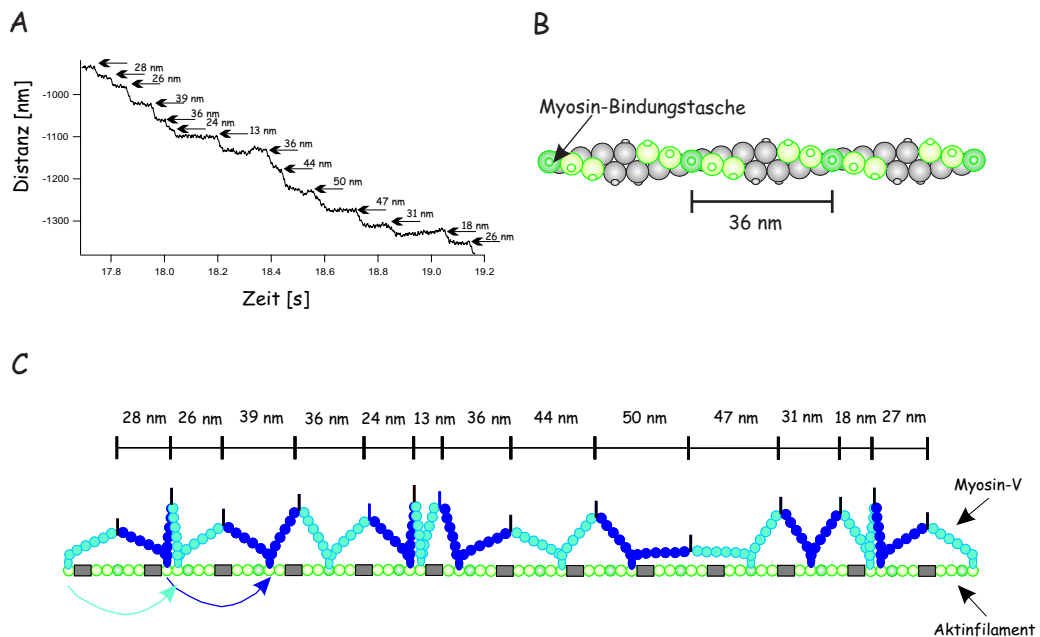 A
28 nm
26 nm
39 nm
36 nm
24 nm
13 nm
36 nm
44 nm
50 nm
47 nm
31 nm
18 nm
26 nm
-1000
-1100
-1200
-1300
Distanz [nm]
17.8 18.0 18.2 18.4 18.6 18.8 19.0 19.2
Zeit [s]
B
Myosin-Bindungstasche
36 nm
C
28 nm 26 nm 39 nm 36 nm 24 nm 13 nm 36 nm 44 nm 50 nm 47 nm 31 nm 18 nm 27 nm
Myosin-V
Aktinfilament